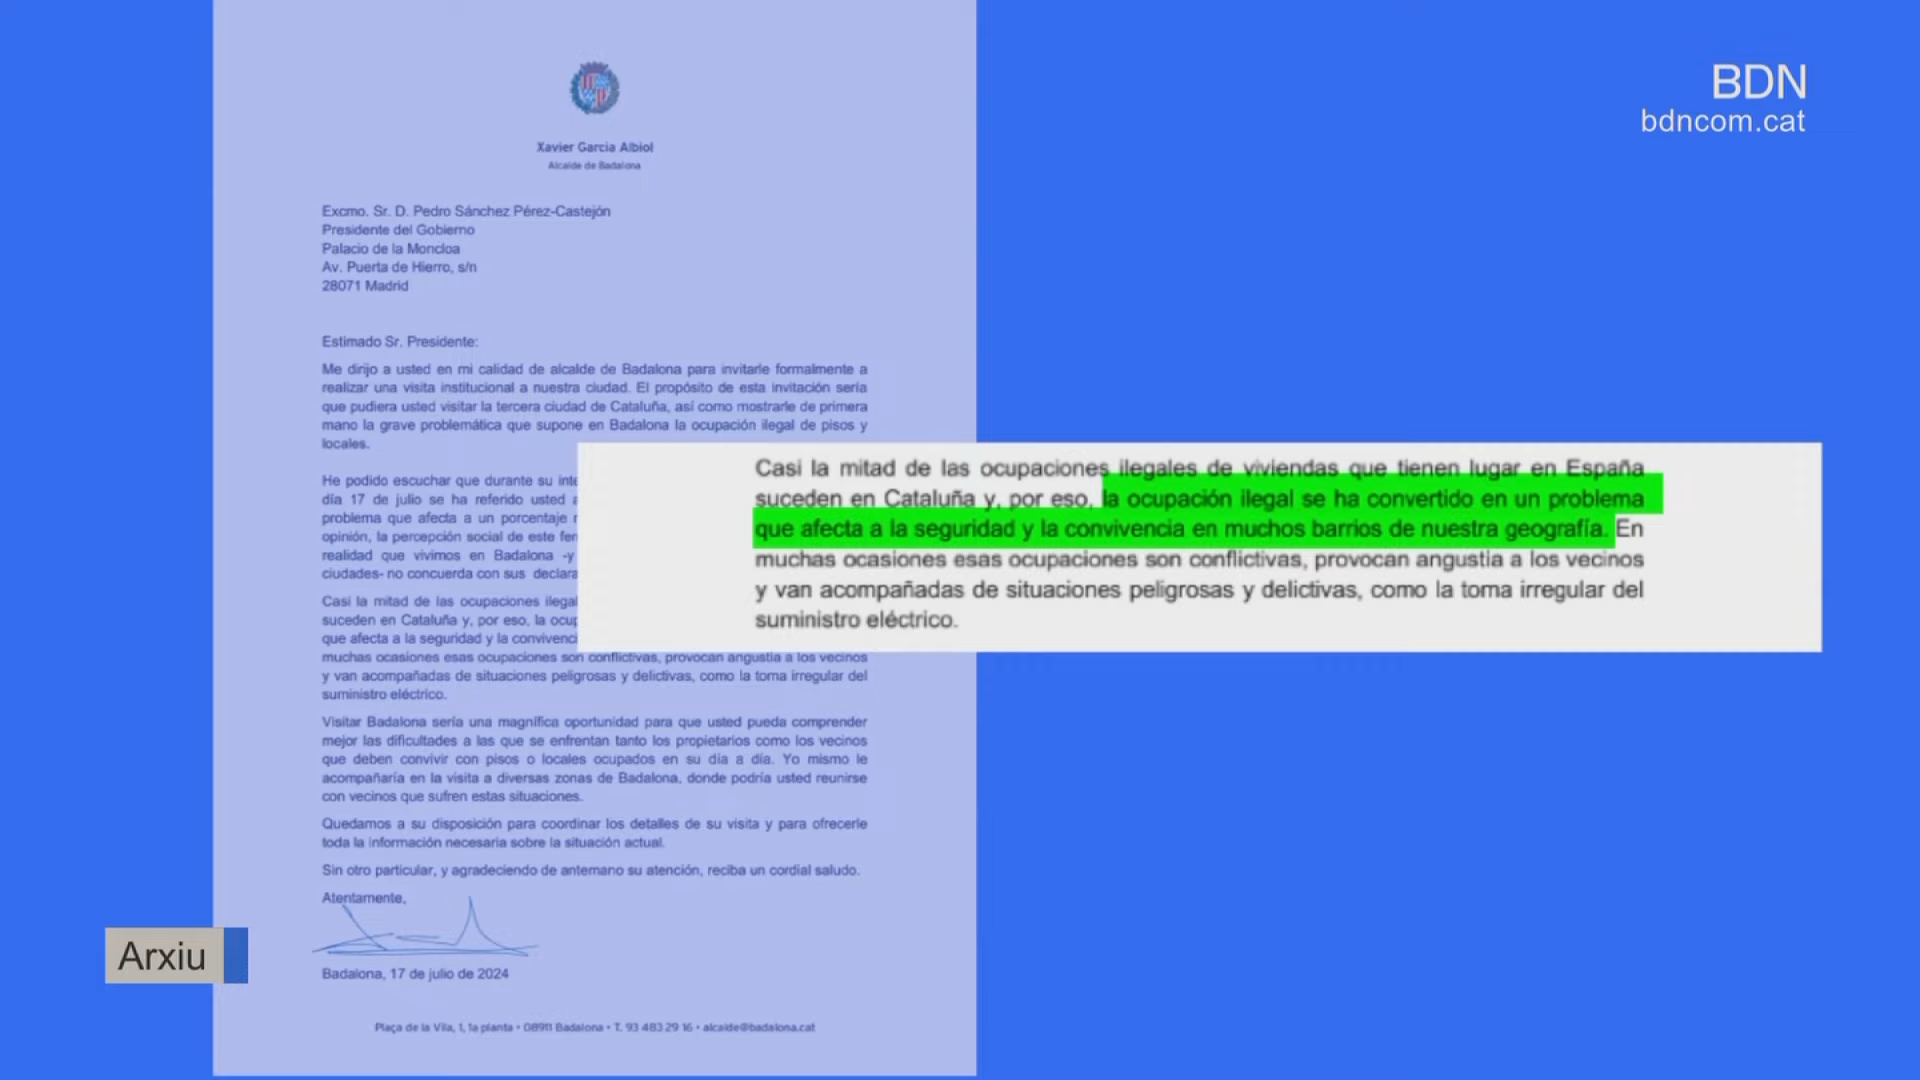 BDN
bdncom.cat
Xavier Garcia Albiol
Alcalde de Badalona
Excmo. Sr. D. Pedro Sánchez Pérez-Castejón
Presidente del Gobierno
Palacio de la Moncloa
Av. Puerta de Hierro, s/n
28071 Madrid
Estimado Sr. Presidente:
Me dirijo a usted en mi calidad de alcalde de Badalona para invitarle formalmente a
realizar una visita institucional a nuestra ciudad. El propósito de esta invitación sería
que pudiera usted visitar la tercera ciudad de Cataluña, así como mostrarle de primera
mano la grave problemática que supone en Badalona la ocupación ilegal de pisos y
locales.
He podido escuchar que durante su inte
día 17 de julio se ha referido usted a
problema que afecta a un porcentaje
opinión, la percepción social de este fen
realidad que vivimos en Badalona -y
ciudades- no concuerda con sus declara
Casi la mitad de las ocupaciones ilegal
suceden en Cataluña y, por eso, la ocup
que afecta a la seguridad y la convivenci
muchas ocasiones esas ocupaciones son conflictivas, provocan angustia a los vecinos
y van acompañadas de situaciones peligrosas y delictivas, como la toma irregular del
suministro eléctrico.
Casi la mitad de las ocupaciones ilegales de viviendas que tienen lugar en España
suceden en Cataluña y, por eso, la ocupación ilegal se ha convertido en un problema
que afecta a la seguridad y la convivencia en muchos barrios de nuestra geografía. En
muchas ocasiones esas ocupaciones son conflictivas, provocan angustia a los vecinos
y van acompañadas de situaciones peligrosas y delictivas, como la toma irregular del
suministro eléctrico.
Visitar Badalona sería una magnífica oportunidad para que usted pueda comprender
mejor las dificultades a las que se enfrentan tanto los propietarios como los vecinos
que deben convivir con pisos o locales ocupados en su día a día. Yo mismo le
acompañaría en la visita a diversas zonas de Badalona, donde podría usted reunirse
con vecinos que sufren estas situaciones.
Quedamos a su disposición para coordinar los detalles de su visita y para ofrecerle
toda la información necesaria sobre la situación actual.
Sin otro particular, y agradeciendo de antemano su atención, reciba un cordial saludo.
Atentamente,
Badalona, 17 de julio de 2024
Plaça de la Vila, 1, 1a planta • 08911 Badalona • T. 93 483 29 16 • alcalde@badalona.cat
Arxiu